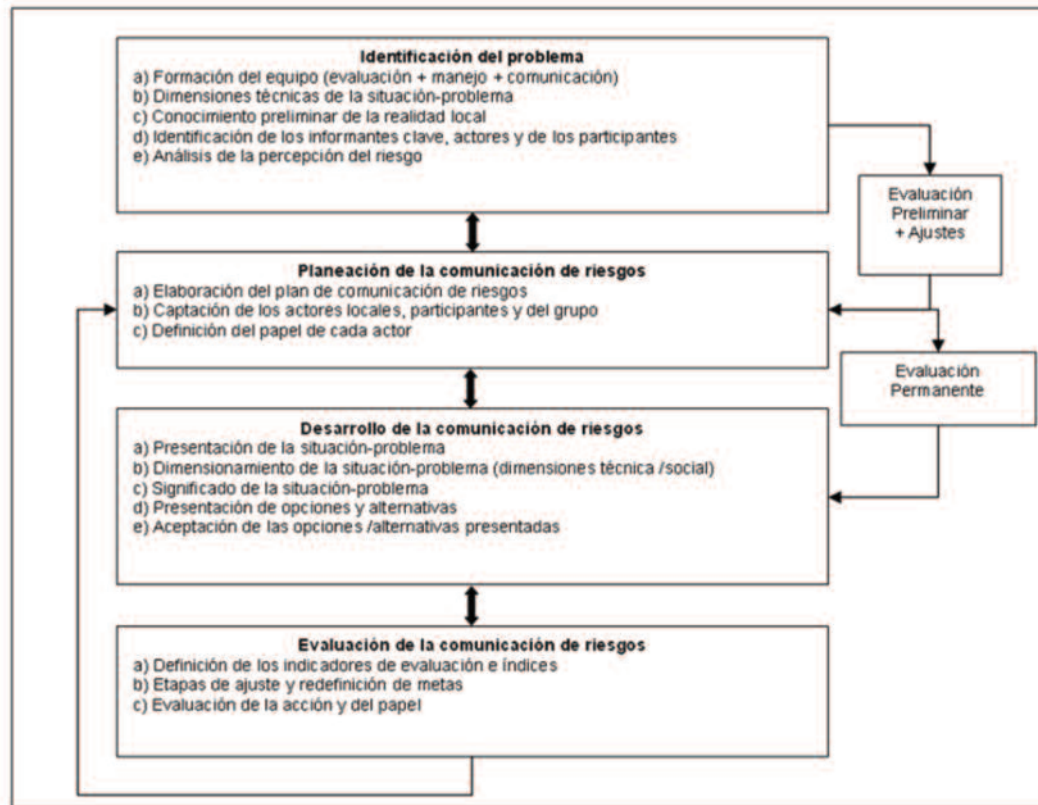 Identificación del problema
a) Formación del equipo (evaluación + manejo + comunicación)
b) Dimensiones técnicas de la situación-problema
c) Conocimiento preliminar de la realidad local
d) Identificación de los informantes clave, actores y de los participantes
e) Análisis de la percepción del riesgo
Evaluación
Preliminar
+ Ajustes
Planeación de la comunicación de riesgos
a) Elaboración del plan de comunicación de riesgos
b) Captación de los actores locales, participantes y del grupo
c) Definición del papel de cada actor
Evaluación
Permanente
Desarrollo de la comunicación de riesgos
a) Presentación de la situación-problema
b) Dimensionamiento de la situación-problema (dimensiones técnica /social)
c) Significado de la situación-problema
d) Presentación de opciones y alternativas
e) Aceptación de las opciones /alternativas presentadas
Evaluación de la comunicación de riesgos
a) Definición de los indicadores de evaluación e índices
b) Etapas de ajuste y redefinición de metas
c) Evaluación de la acción y del papel